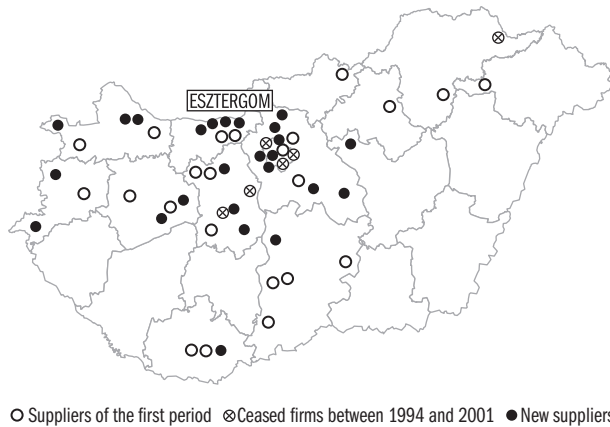 ESZTERGOM
Suppliers of the first period Ceased firms between 1994 and 2001 New suppliers